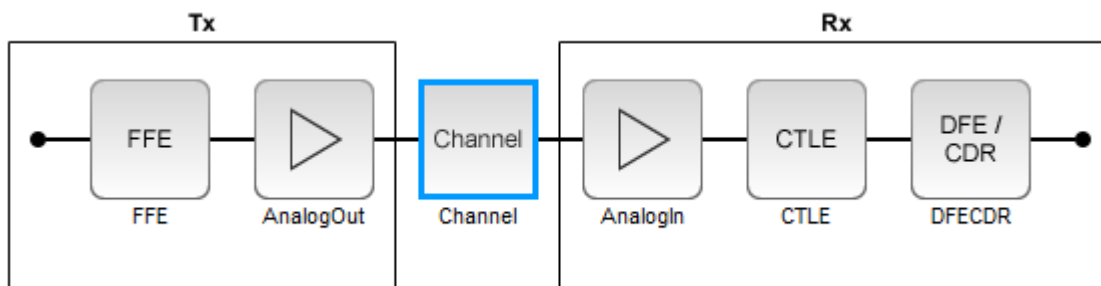 Tx
Rx
FFE
Channel
CTLE
DFE /
CDR
FFE
AnalogOut
Channel
AnalogIn
CTLE
DFECDR